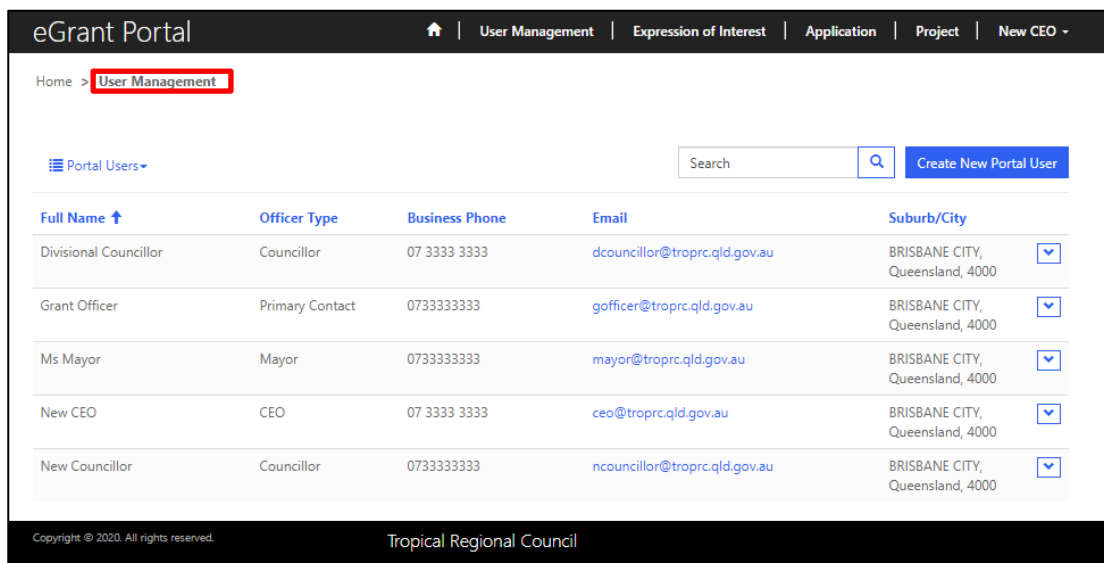 eGrant Portal User Management Expression of Interest Application Project New CEO
Home > User Management
Portal Users Search Create New Portal User
Full Name Officer Type Business Phone Email Suburb/City
Divisional Councillor Councillor 07 3333 3333 dcouncillor@troprc.qld.gov.au BRISBANE CITY,
Queensland, 4000
Grant Officer Primary Contact 0733333333 gofficer@troprc.qld.gov.au BRISBANE CITY,
Queensland, 4000
Ms Mayor Mayor 0733333333 mayor@troprc.qld.gov.au BRISBANE CITY,
Queensland, 4000
New CEO CEO 07 3333 3333 ceo@troprc.qld.gov.au BRISBANE CITY,
Queensland, 4000
New Councillor Councillor 0733333333 ncouncillor@troprc.qld.gov.au BRISBANE CITY,
Queensland, 4000
Copyright © 2020. All rights reserved. Tropical Regional Council